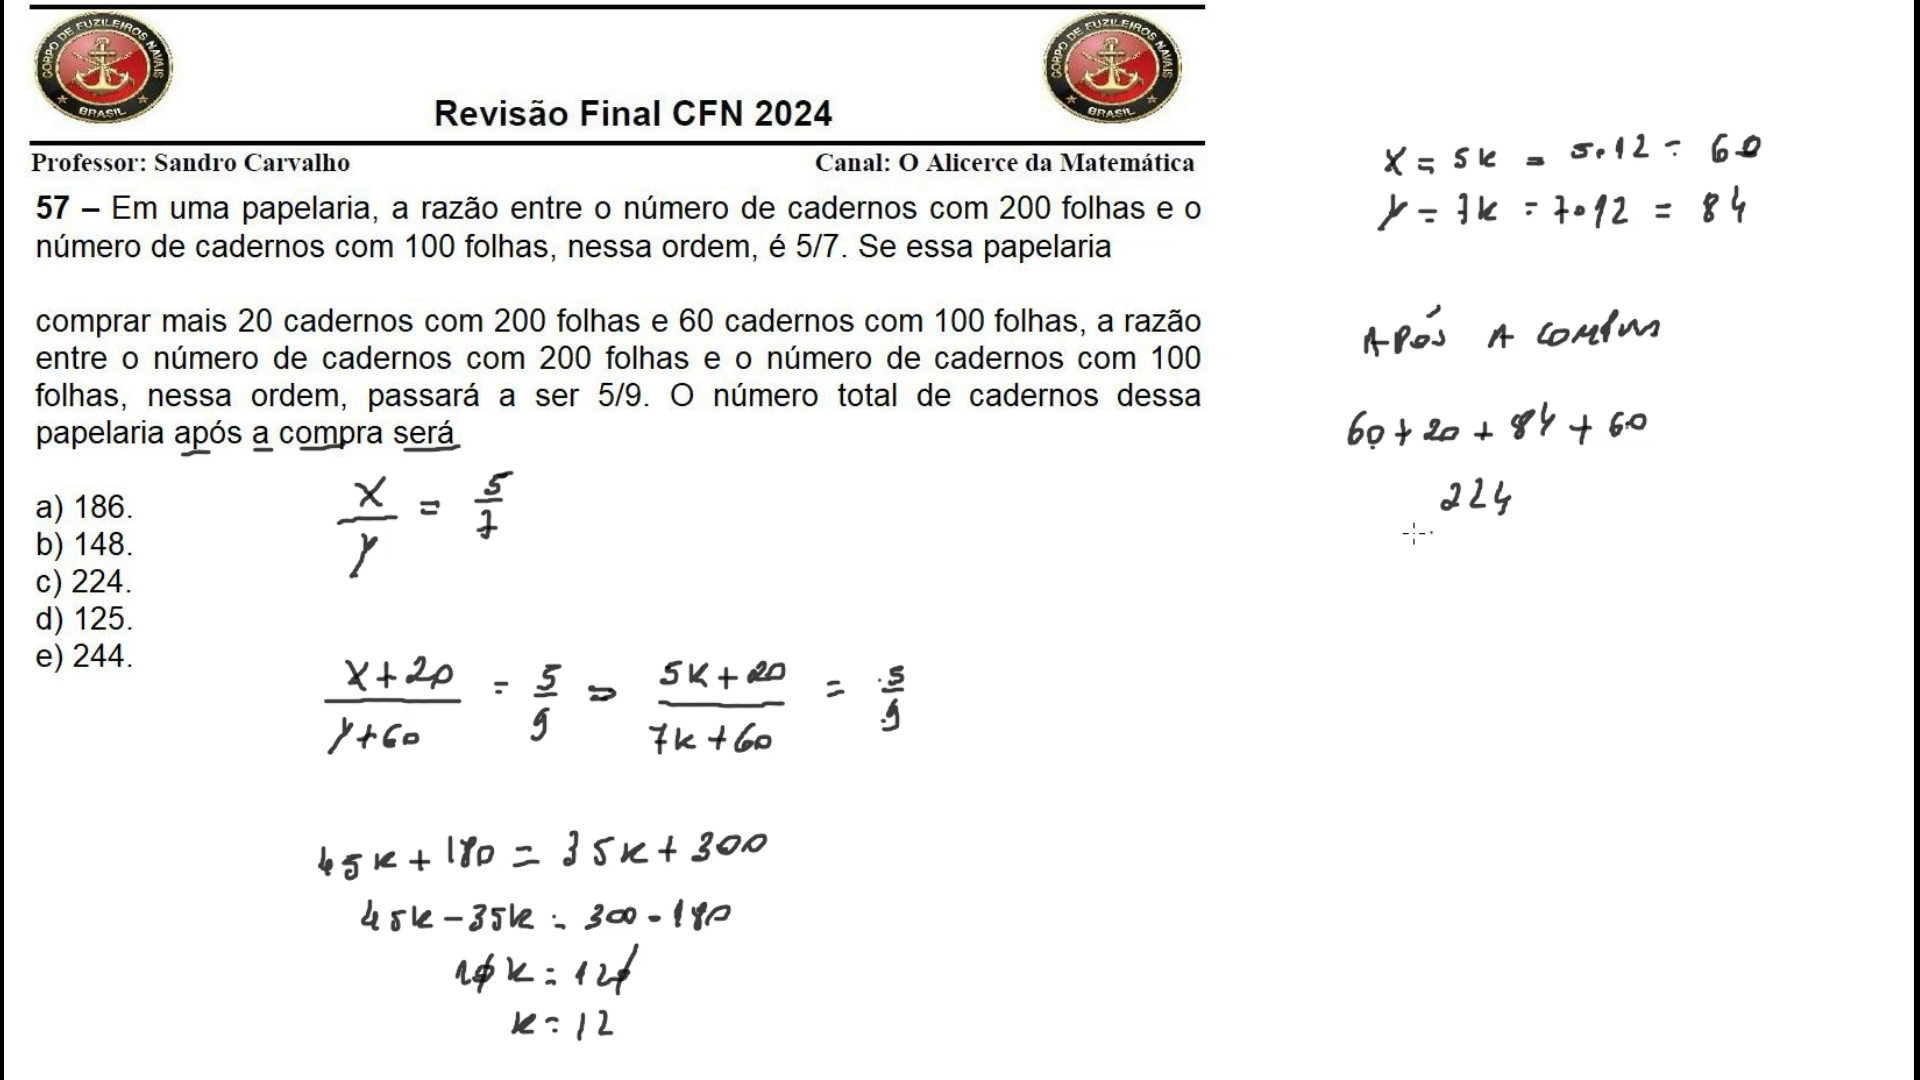 CORPO DE FUZILEIROS NAVAIS
BRASIL
CORPO DE FUZILEIROS NAVAIS
BRASIL
Revisão Final CFN 2024
Professor: Sandro Carvalho
Canal: O Alicerce da Matemática
57 – Em uma papelaria, a razão entre o número de cadernos com 200 folhas e o
número de cadernos com 100 folhas, nessa ordem, é 5/7. Se essa papelaria
comprar mais 20 cadernos com 200 folhas e 60 cadernos com 100 folhas, a razão
entre o número de cadernos com 200 folhas e o número de cadernos com 100
folhas, nessa ordem, passará a ser 5/9. O número total de cadernos dessa
papelaria após a compra será
a) 186.
b) 148.
c) 224.
d) 125.
e) 244.
x/y = 5/7
x+20/y+60 = 5/9 => 5k+20/7k+60 = 5/9
45k+180 = 35k+300
45k-35k = 300-180
10k = 120
k=12
x = 5k = 5.12 = 60
y = 7k = 7.12 = 84
APÓS A COMPRA
60+20+84+60
224